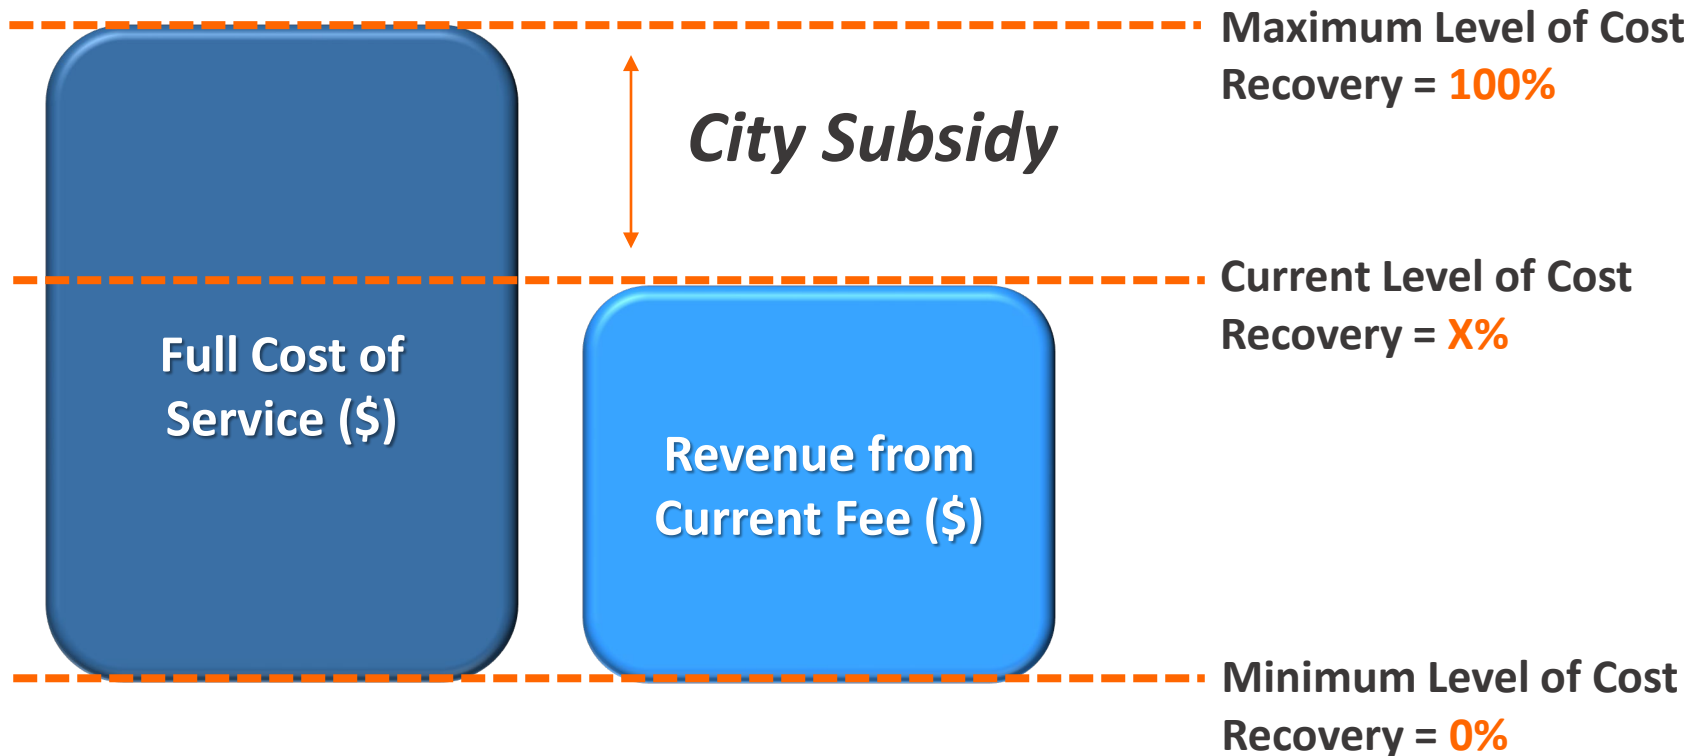 Maximum Level of Cost
Recovery = 100%
City Subsidy
Current Level of Cost
Recovery = X%
Full Cost of
Service ($)
Revenue from
Current Fee ($)
Minimum Level of Cost
Recovery = 0%